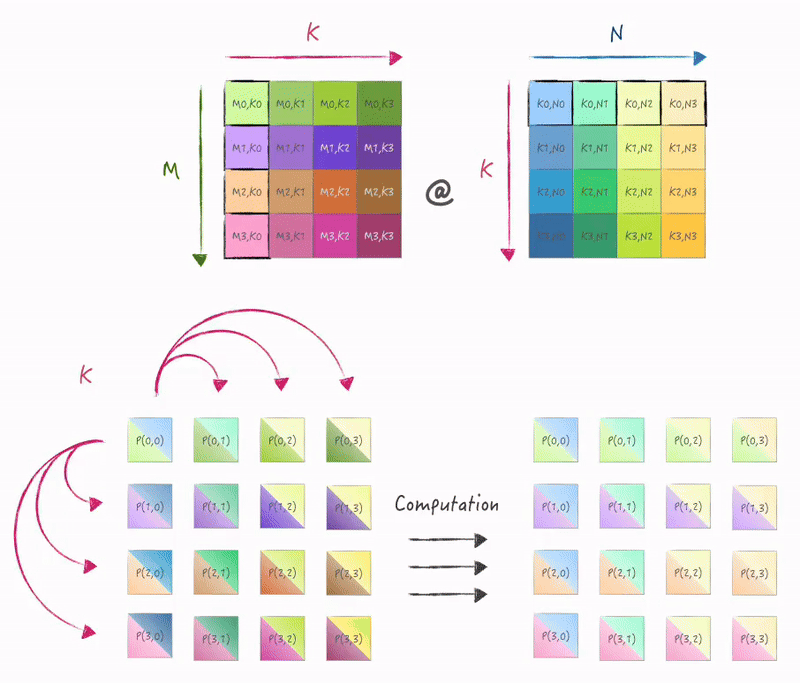 K N
M0,K0 M0,K1 M0,K2 M0,K3 K0,N0 K0,N1 K0,N2 K0,N3
M1,K0 M1,K1 M1,K2 M1,K3 K1,N0 K1,N1 K1,N2 K1,N3
M K
M2,K0 M2,K1 M2,K2 M2,K3 @ K2,N0 K2,N1 K2,N2 K2,N3
M3,K0 M3,K1 M3,K2 M3,K3 K3,N0 K3,N1 K3,N2 K3,N3
K
P(0,0) P(0,1) P(0,2) P(0,3) P(0,0) P(0,1) P(0,2) P(0,3)
Computation
P(1,0) P(1,1) P(1,2) P(1,3) P(1,0) P(1,1) P(1,2) P(1,3)
P(2,0) P(2,1) P(2,2) P(2,3) P(2,0) P(2,1) P(2,2) P(2,3)
P(3,0) P(3,1) P(3,2) P(3,3) P(3,0) P(3,1) P(3,2) P(3,3)